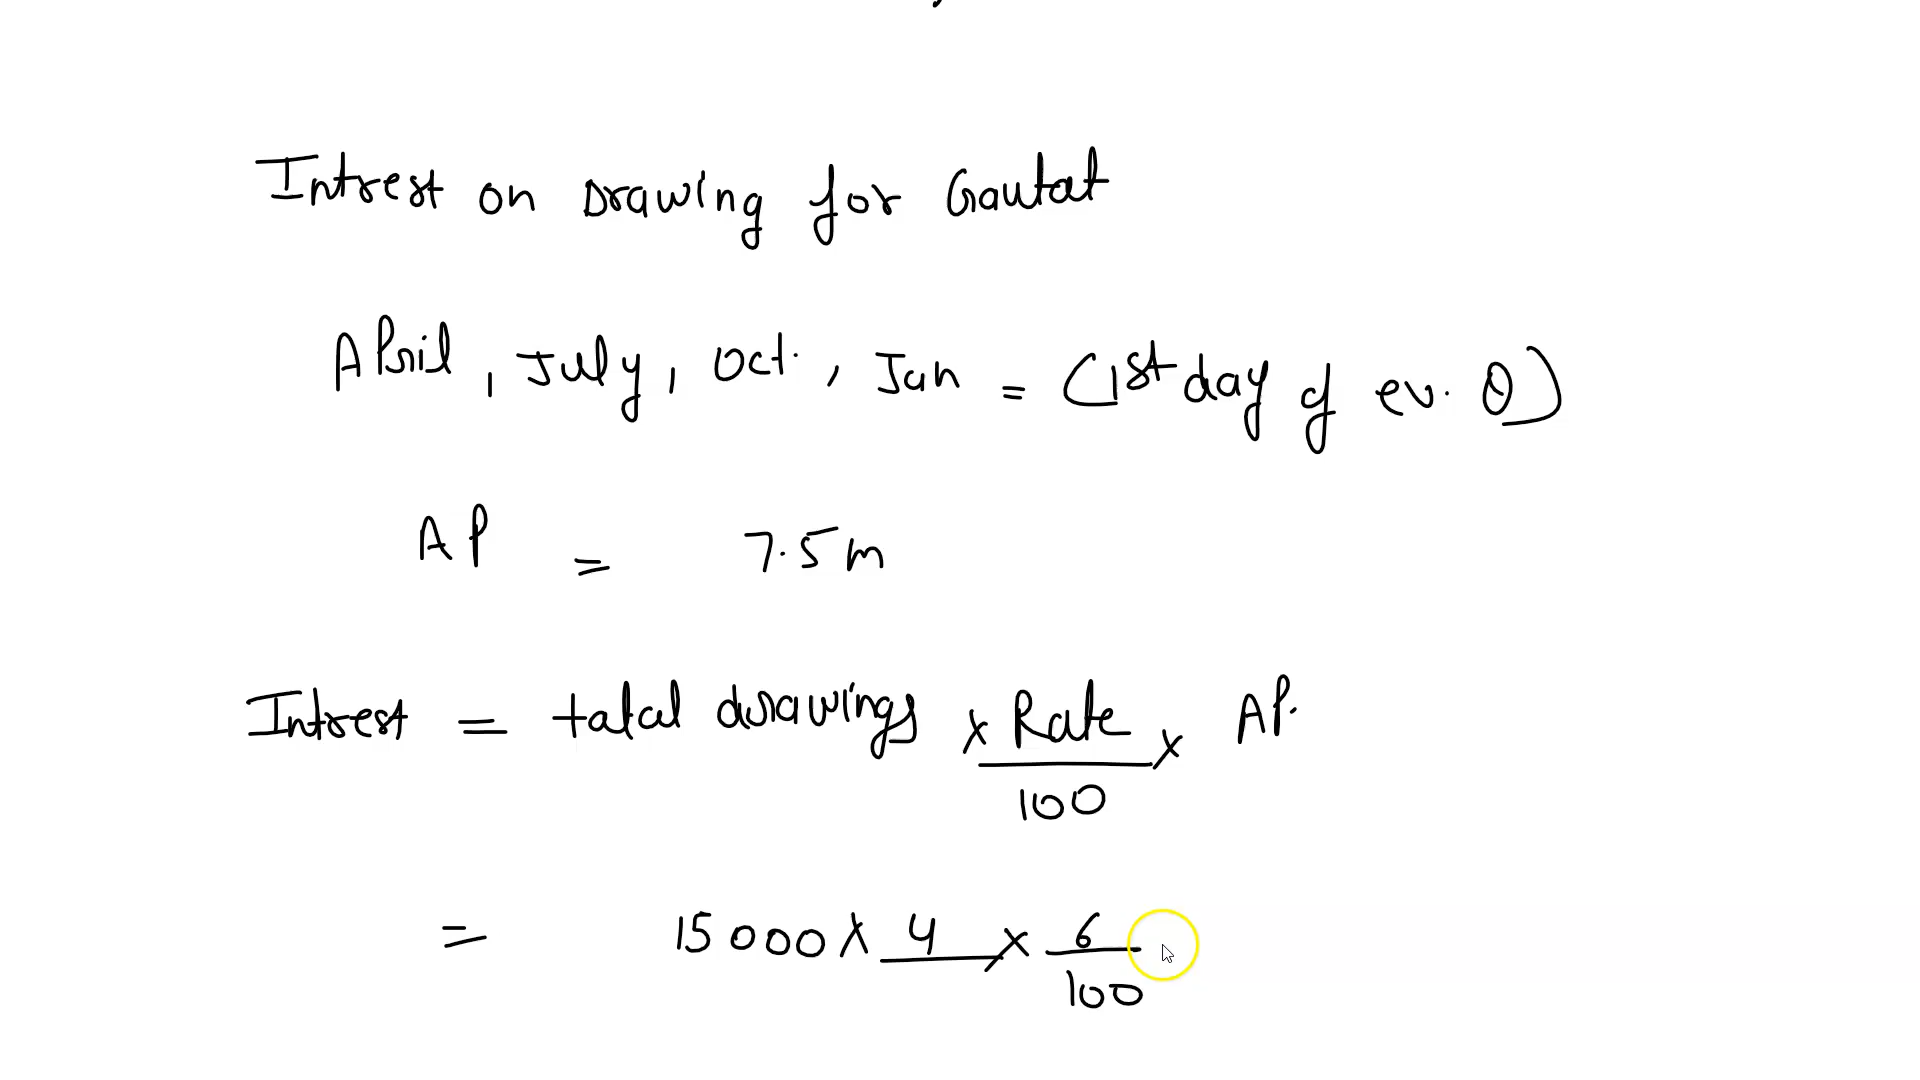 Intrest on Drawing for Gautat
April, July, Oct., Jan = (1st day of ev. Q)
AP = 7.5 m
Intrest = total drawings x Rate/100 x AP.
= 15000 x 4 x 6/100